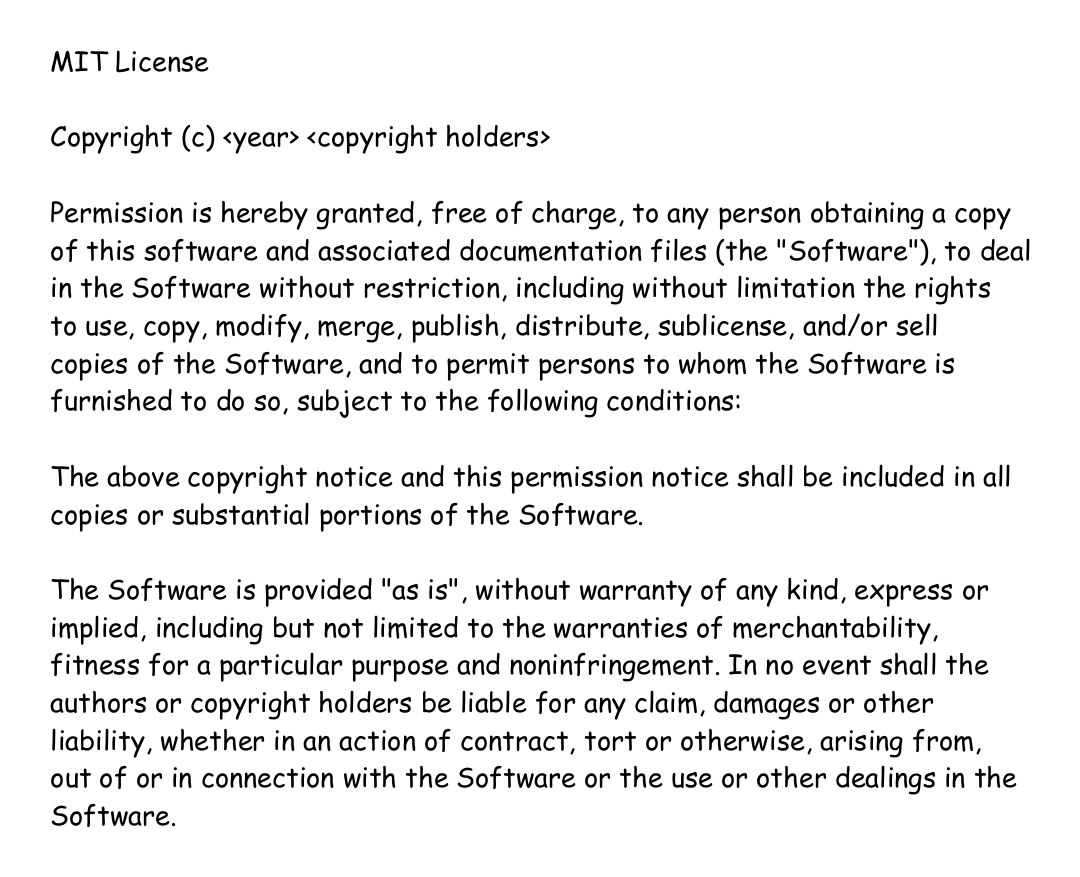 MIT License
Copyright (c) <year> <copyright holders>
Permission is hereby granted, free of charge, to any person obtaining a copy
of this software and associated documentation files (the "Software"), to deal
in the Software without restriction, including without limitation the rights
to use, copy, modify, merge, publish, distribute, sublicense, and/or sell
copies of the Software, and to permit persons to whom the Software is
furnished to do so, subject to the following conditions:
The above copyright notice and this permission notice shall be included in all
copies or substantial portions of the Software.
The Software is provided "as is", without warranty of any kind, express or
implied, including but not limited to the warranties of merchantability,
fitness for a particular purpose and noninfringement. In no event shall the
authors or copyright holders be liable for any claim, damages or other
liability, whether in an action of contract, tort or otherwise, arising from,
out of or in connection with the Software or the use or other dealings in the
Software.